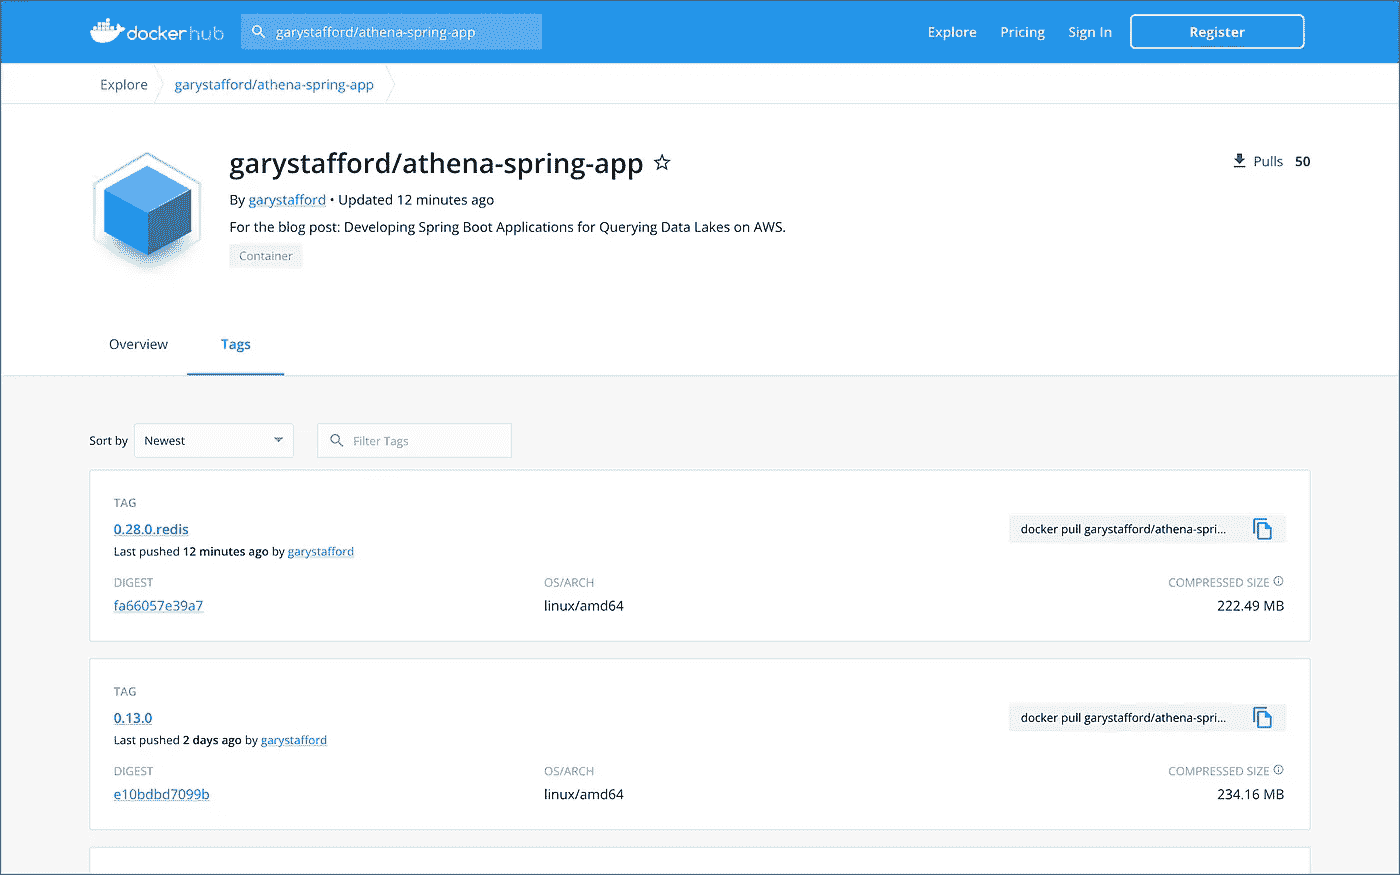 docker hub
garystafford/athena-spring-app
Explore
Pricing
Sign In
Register
Explore
garystafford/athena-spring-app
garystafford/athena-spring-app
Pulls 50
By garystafford • Updated 12 minutes ago
For the blog post: Developing Spring Boot Applications for Querying Data Lakes on AWS.
Container
Overview
Tags
Sort by
Newest
Filter Tags
TAG
0.28.0.redis
docker pull garystafford/athena-spri...
Last pushed 12 minutes ago by garystafford
DIGEST
OS/ARCH
COMPRESSED SIZE
fa66057e39a7
linux/amd64
222.49 MB
TAG
0.13.0
docker pull garystafford/athena-spri...
Last pushed 2 days ago by garystafford
DIGEST
OS/ARCH
COMPRESSED SIZE
e10bdbd7099b
linux/amd64
234.16 MB